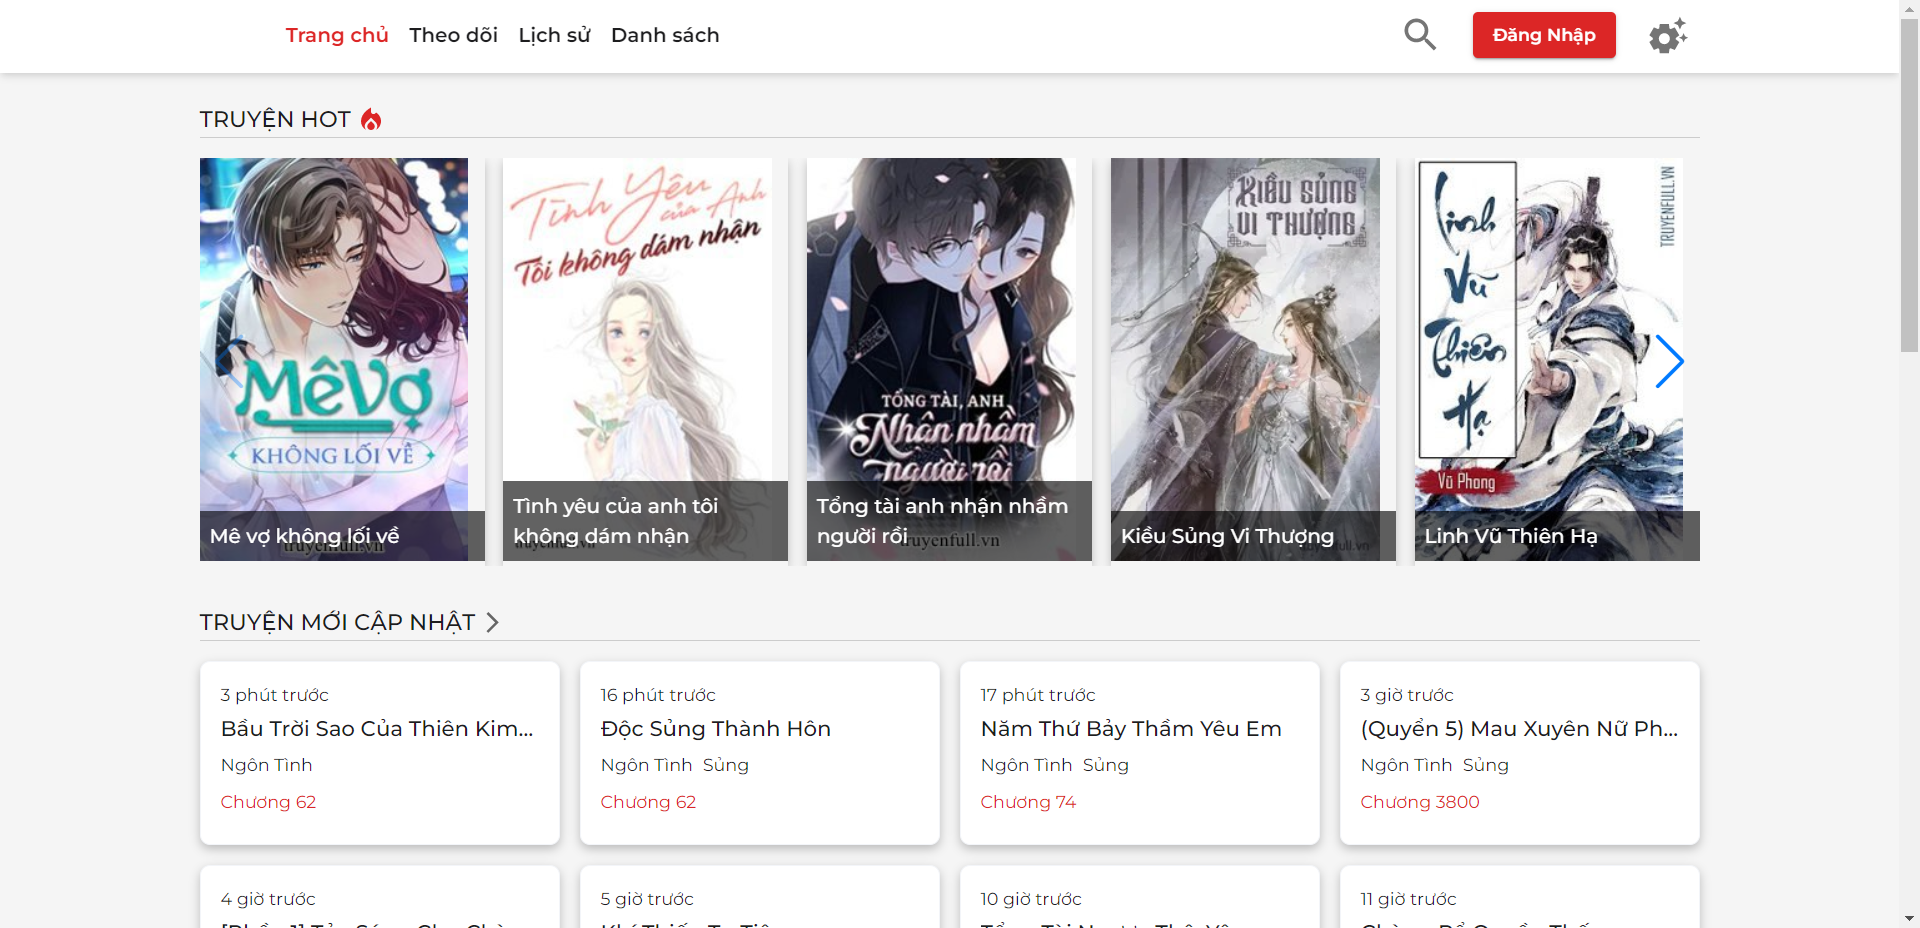 Trang chủ Theo dõi Lịch sử Danh sách Đăng Nhập
TRUYỆN HOT
MêVợ
KHÔNG LỐI VỀ
truyenfull.vn
Mê vợ không lối về
Tình Yêu
của Anh
Tôi không dám nhận
Tình yêu của anh tôi
không dám nhận
truyenfull.vn
TỔNG TÀI, ANH
Nhận nhầm
người rồi
Tổng tài anh nhận nhầm
người rồi
truyenfull.vn
KIỀU SỦNG
VI THƯỢNG
Kiều Sủng Vi Thượng
truyenfull.vn
Linh
Vũ
Thiên
Hạ
TRUYENFULL.VN
Vũ Phong
Linh Vũ Thiên Hạ
TRUYỆN MỚI CẬP NHẬT
3 phút trước
Bầu Trời Sao Của Thiên Kim...
Ngôn Tình
Chương 62
16 phút trước
Độc Sủng Thành Hôn
Ngôn Tình Sủng
Chương 62
17 phút trước
Năm Thứ Bảy Thầm Yêu Em
Ngôn Tình Sủng
Chương 74
3 giờ trước
(Quyển 5) Mau Xuyên Nữ Ph...
Ngôn Tình Sủng
Chương 3800
4 giờ trước
5 giờ trước
10 giờ trước
11 giờ trước